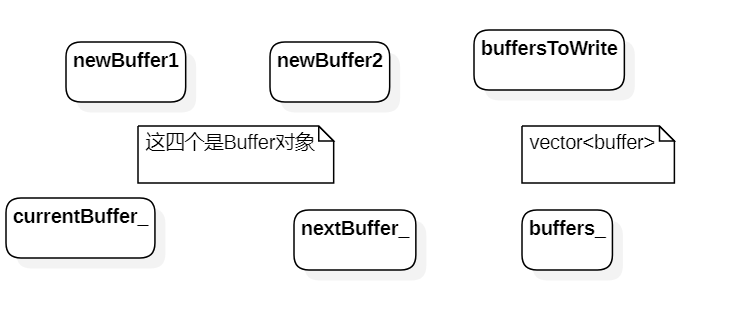 newBuffer1
newBuffer2
buffersToWrite
这四个是Buffer对象
vector<buffer>
currentBuffer_
nextBuffer_
buffers_